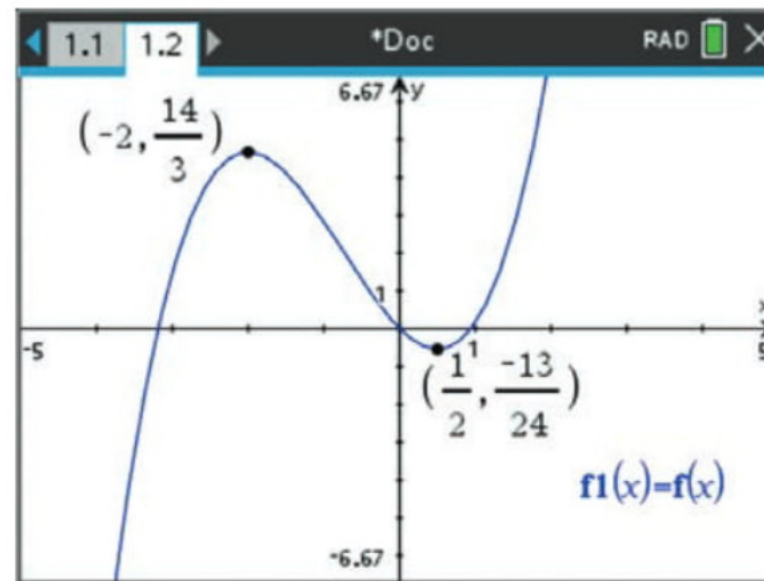 1.1 1.2 *Doc RAD
6.67 y
(-2, 14/3)
1
x
-5 1 5
(1/2, -13/24)
f1(x)=f(x)
-6.67